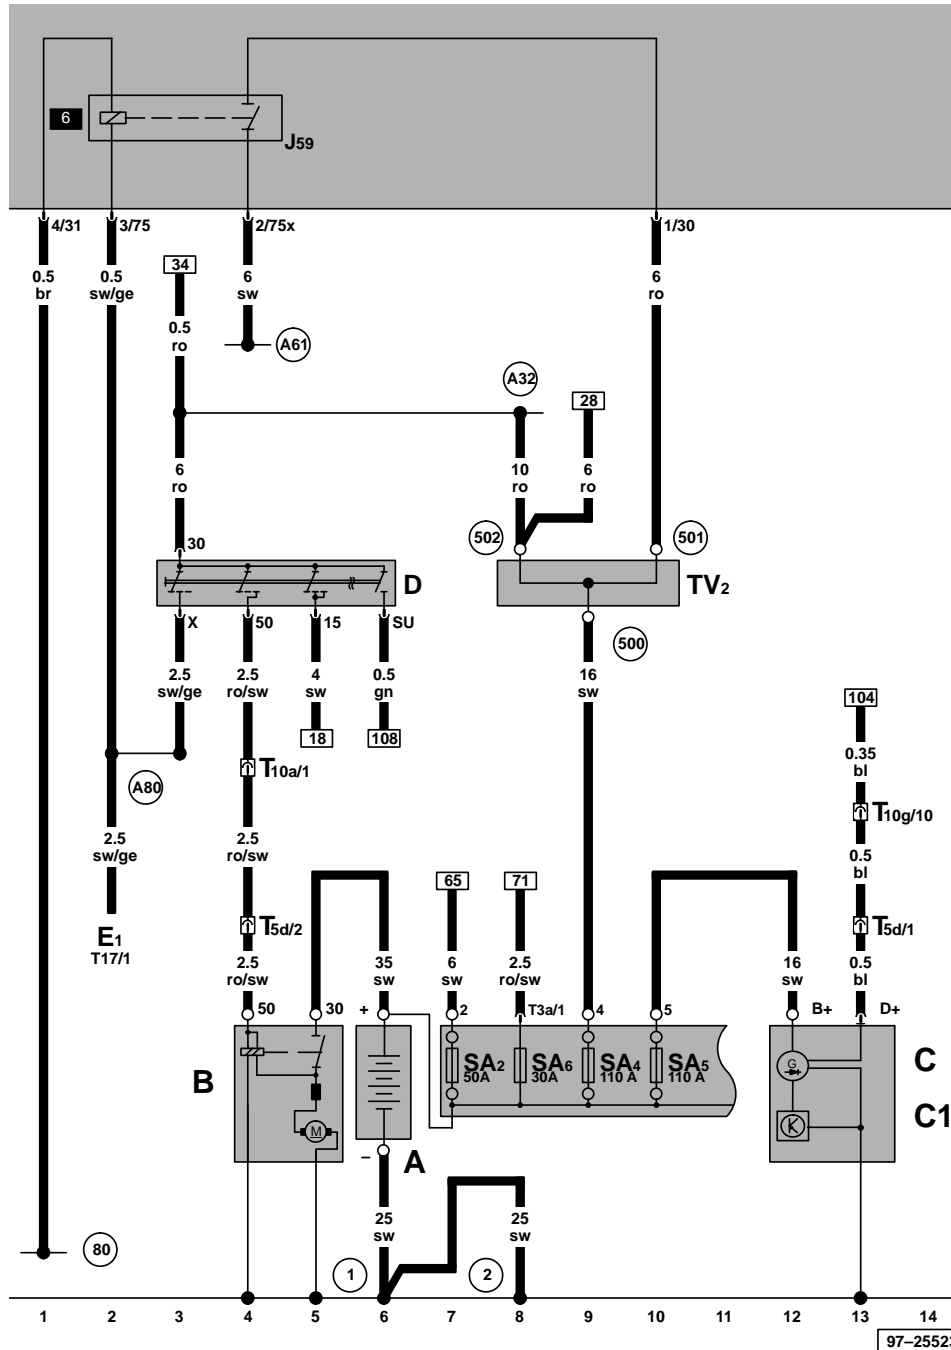 6
J59
4/31 3/75 2/75x 1/30
34
0.5 0.5 6 6
br sw/ge sw ro
0.5
ro
A61
A32
28
6 10 6
ro ro ro
502 501
30
D
TV2
X 50 15 SU
500
2.5 2.5 4 0.5 16
sw/ge ro/sw sw gn sw
104
18 108
0.35
bl
T10a/1
A80
T10g/10
2.5 2.5 0.5
sw/ge ro/sw bl
65 71
E1
T17/1
T5d/2
T5d/1
2.5 35 6 2.5 16 0.5
ro/sw sw sw ro/sw sw bl
50 30 + 2 T3a/1 4 5 B+ D+
B
SA2 SA6 SA4 SA5
50A 30A 110 A 110 A
G
C
C1
M
– A
25 25
sw sw
80
1 2
1 2 3 4 5 6 7 8 9 10 11 12 13 14
97–25523